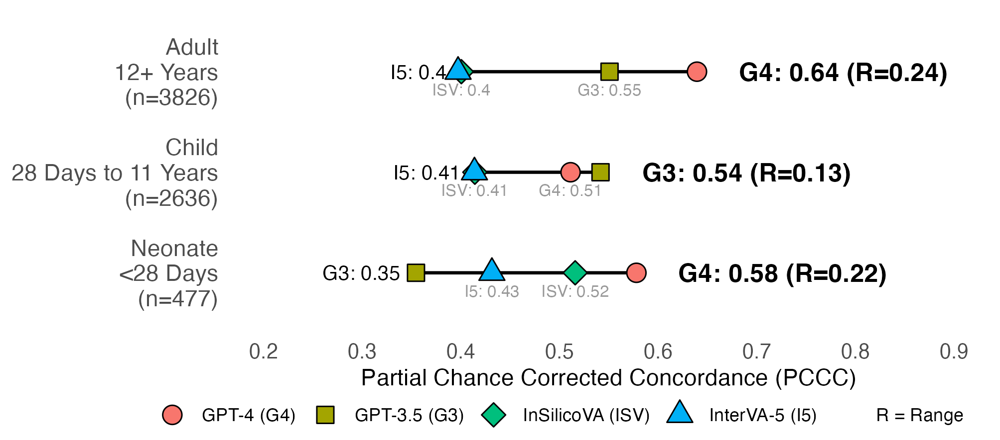 Adult
12+ Years
(n=3826)
I5: 0.4
ISV: 0.4
G3: 0.55
G4: 0.64 (R=0.24)
Child
28 Days to 11 Years
(n=2636)
I5: 0.41
ISV: 0.41
G4: 0.51
G3: 0.54 (R=0.13)
Neonate
<28 Days
(n=477)
G3: 0.35
I5: 0.43
ISV: 0.52
G4: 0.58 (R=0.22)
0.2 0.3 0.4 0.5 0.6 0.7 0.8 0.9
Partial Chance Corrected Concordance (PCCC)
GPT-4 (G4) GPT-3.5 (G3) InSilicoVA (ISV) InterVA-5 (I5) R = Range